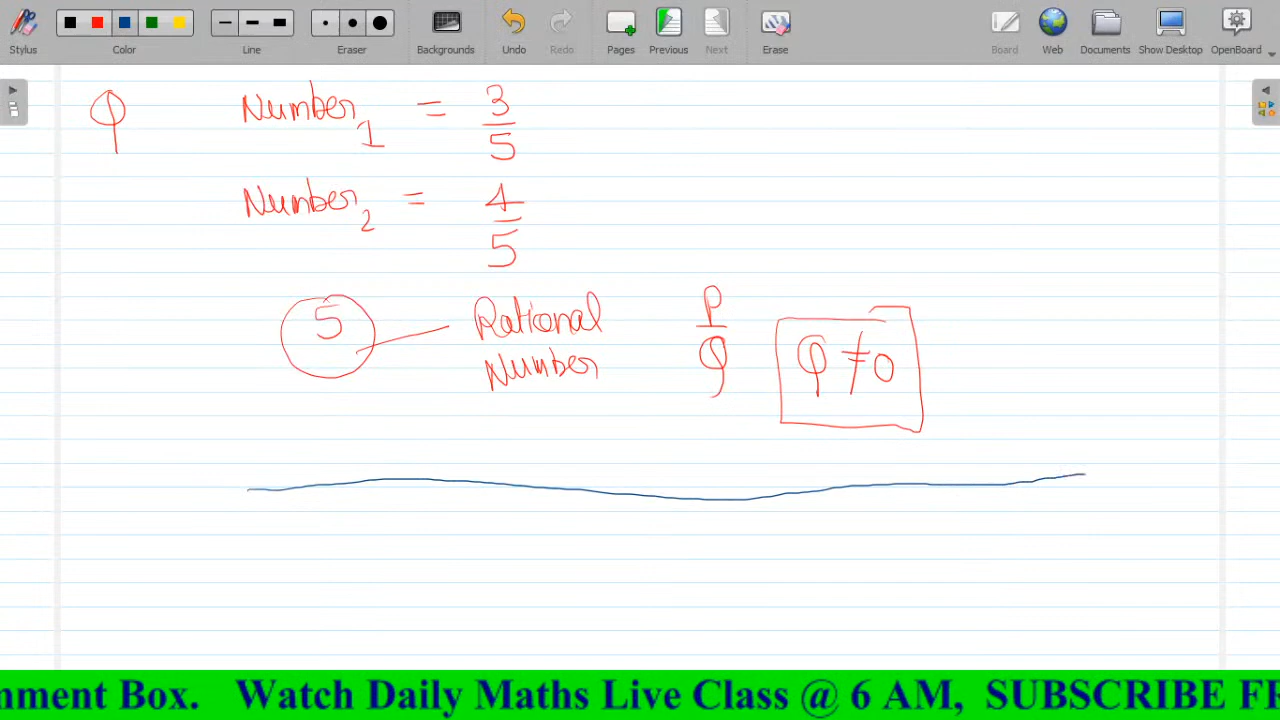 Stylus Color Line Eraser Backgrounds Undo Redo Pages Previous Next Erase Board Web Documents Show Desktop OpenBoard
Q Number1 = 3/5
Number2 = 4/5
5 Rational Number P/Q Q ≠ 0
mment Box. Watch Daily Maths Live Class @ 6 AM, SUBSCRIBE FR